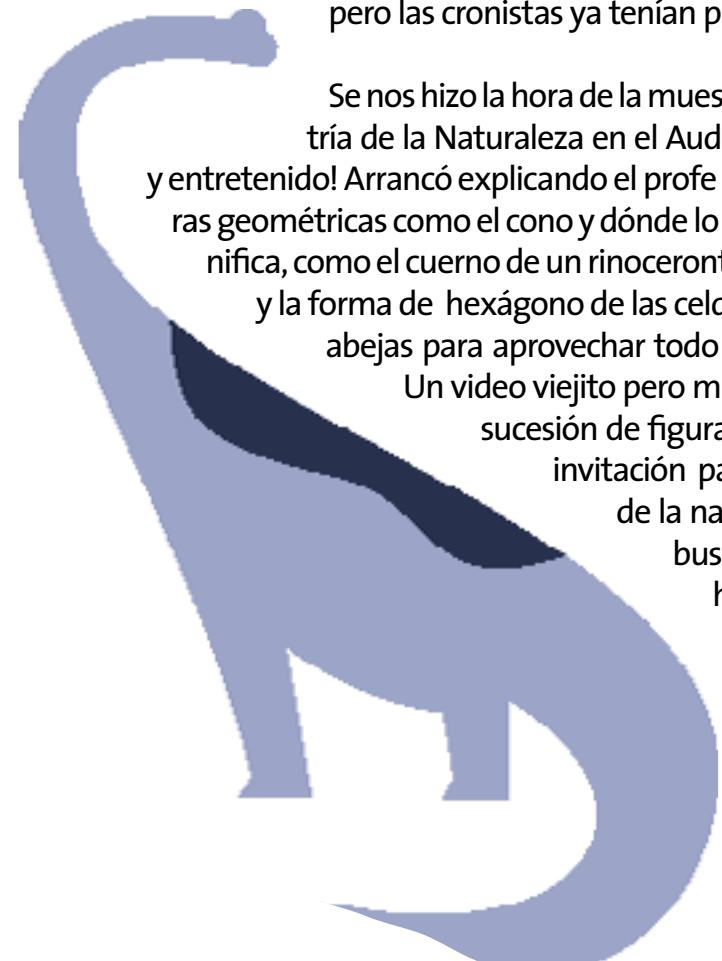 pero las cronistas ya tenían p
Se nos hizo la hora de la mues
tría de la Naturaleza en el Aud
y entretenido! Arrancó explicando el profe
ras geométricas como el cono y dónde lo
nifica, como el cuerno de un rinoceront
y la forma de hexágono de las celd
abejas para aprovechar todo
Un video viejito pero m
sucesión de figura
invitación pa
de la na
bus
h